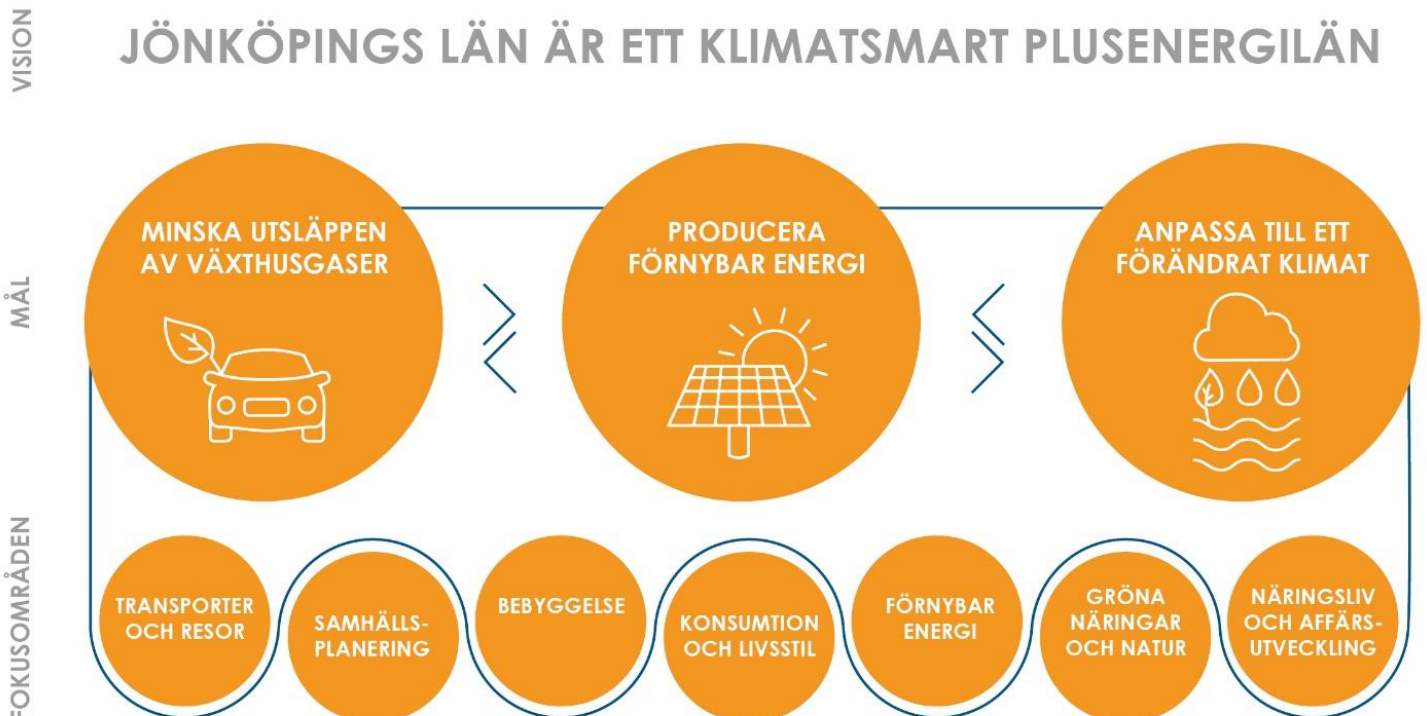 VISION
JÖNKÖPINGS LÄN ÄR ETT KLIMATSMART PLUSENERGILÄN
MÅL
MINSKA UTSLÄPPEN
AV VÄXTHUSGASER
PRODUCERA
FÖRNYBAR ENERGI
ANPASSA TILL ETT
FÖRÄNDRAT KLIMAT
FOKUSOMRÅDEN
TRANSPORTER
OCH RESOR
SAMHÄLLS-
PLANERING
BEBYGGELSE
KONSUMTION
OCH LIVSSTIL
FÖRNYBAR
ENERGI
GRÖNA
NÄRINGAR
OCH NATUR
NÄRINGSLIV
OCH AFFÄRS-
UTVECKLING